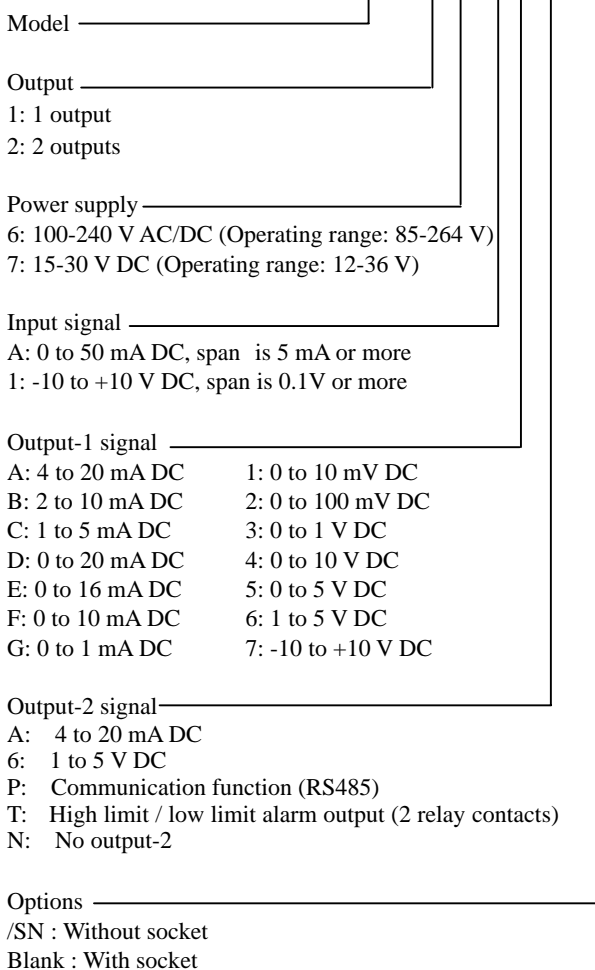 Model
Output
1: 1 output
2: 2 outputs
Power supply
6: 100-240 V AC/DC (Operating range: 85-264 V)
7: 15-30 V DC (Operating range: 12-36 V)
Input signal
A: 0 to 50 mA DC, span is 5 mA or more
1: -10 to +10 V DC, span is 0.1V or more
Output-1 signal
A: 4 to 20 mA DC 1: 0 to 10 mV DC
B: 2 to 10 mA DC 2: 0 to 100 mV DC
C: 1 to 5 mA DC 3: 0 to 1 V DC
D: 0 to 20 mA DC 4: 0 to 10 V DC
E: 0 to 16 mA DC 5: 0 to 5 V DC
F: 0 to 10 mA DC 6: 1 to 5 V DC
G: 0 to 1 mA DC 7: -10 to +10 V DC
Output-2 signal
A: 4 to 20 mA DC
6: 1 to 5 V DC
P: Communication function (RS485)
T: High limit / low limit alarm output (2 relay contacts)
N: No output-2
Options
/SN : Without socket
Blank : With socket